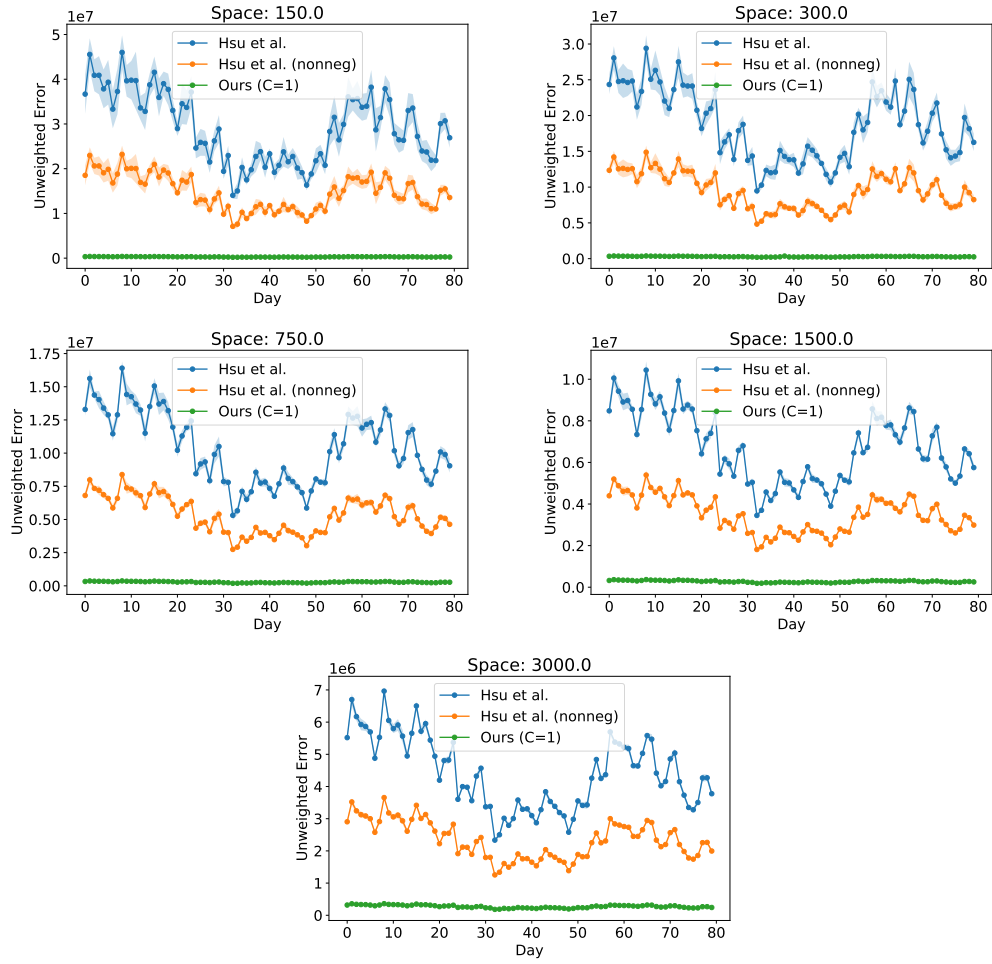 Space: 150.0
1e7
Unweighted Error
5
4
3
2
1
0
Hsu et al.
Hsu et al. (nonneg)
Ours (C=1)
0 10 20 30 40 50 60 70 80
Day
Space: 300.0
1e7
Unweighted Error
3.0
2.5
2.0
1.5
1.0
0.5
0.0
Hsu et al.
Hsu et al. (nonneg)
Ours (C=1)
0 10 20 30 40 50 60 70 80
Day
Space: 750.0
1e7
Unweighted Error
1.75
1.50
1.25
1.00
0.75
0.50
0.25
0.00
Hsu et al.
Hsu et al. (nonneg)
Ours (C=1)
0 10 20 30 40 50 60 70 80
Day
Space: 1500.0
1e7
Unweighted Error
1.0
0.8
0.6
0.4
0.2
0.0
Hsu et al.
Hsu et al. (nonneg)
Ours (C=1)
0 10 20 30 40 50 60 70 80
Day
Space: 3000.0
1e6
Unweighted Error
7
6
5
4
3
2
1
0
Hsu et al.
Hsu et al. (nonneg)
Ours (C=1)
0 10 20 30 40 50 60 70 80
Day